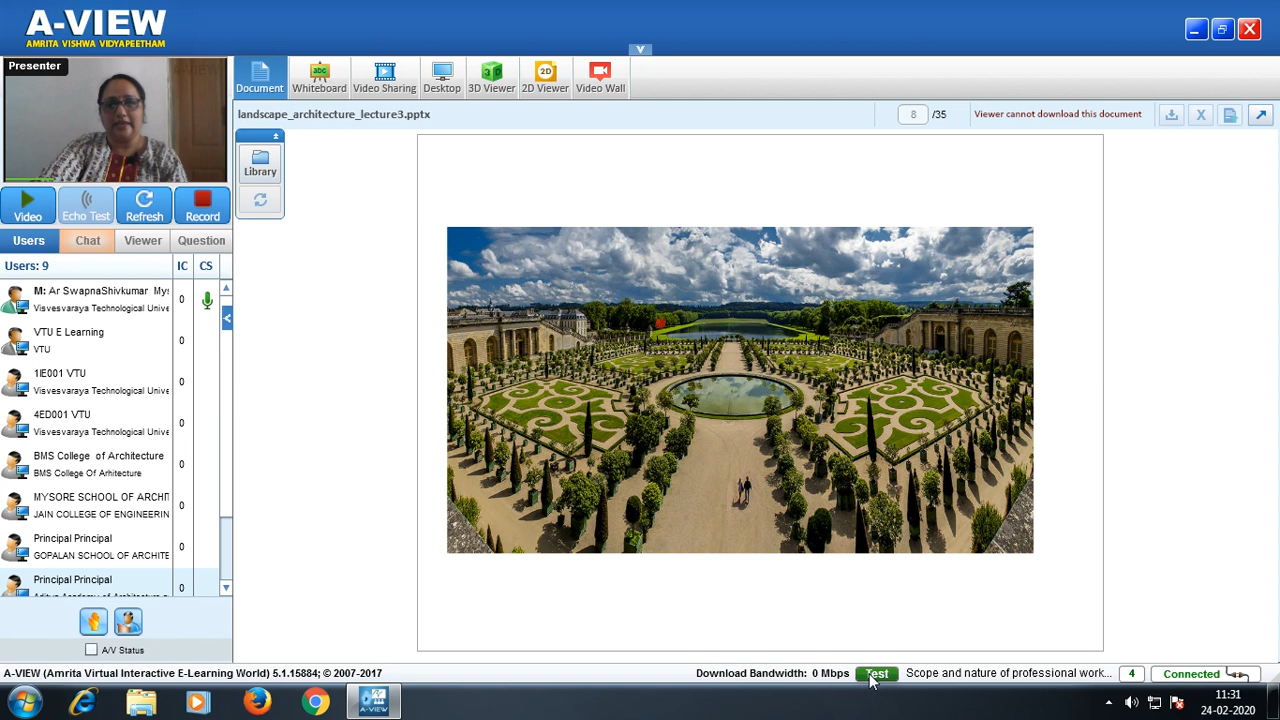 A-VIEW
AMRITA VISHWA VIDYAPEETHAM
Presenter
Video
Echo Test
Refresh
Record
Users
Chat
Viewer
Question
Users: 9
IC
CS
M: Ar SwapnaShivkumar Mys
Visvesvaraya Technological Unive
0
VTU E Learning
VTU
0
1IE001 VTU
Visvesvaraya Technological Unive
0
4ED001 VTU
Visvesvaraya Technological Unive
0
BMS College of Architecture
BMS College Of Arhitecture
0
MYSORE SCHOOL OF ARCHI
JAIN COLLEGE OF ENGINEERIN
0
Principal Principal
GOPALAN SCHOOL OF ARCHITE
0
Principal Principal
0
A/V Status
Document
Whiteboard
Video Sharing
Desktop
3D Viewer
2D Viewer
Video Wall
landscape_architecture_lecture3.pptx
8 /35
Viewer cannot download this document
Library
A-VIEW (Amrita Virtual Interactive E-Learning World) 5.1.15884; © 2007-2017
Download Bandwidth: 0 Mbps
Test
Scope and nature of professional work...
4
Connected
11:31
24-02-2020